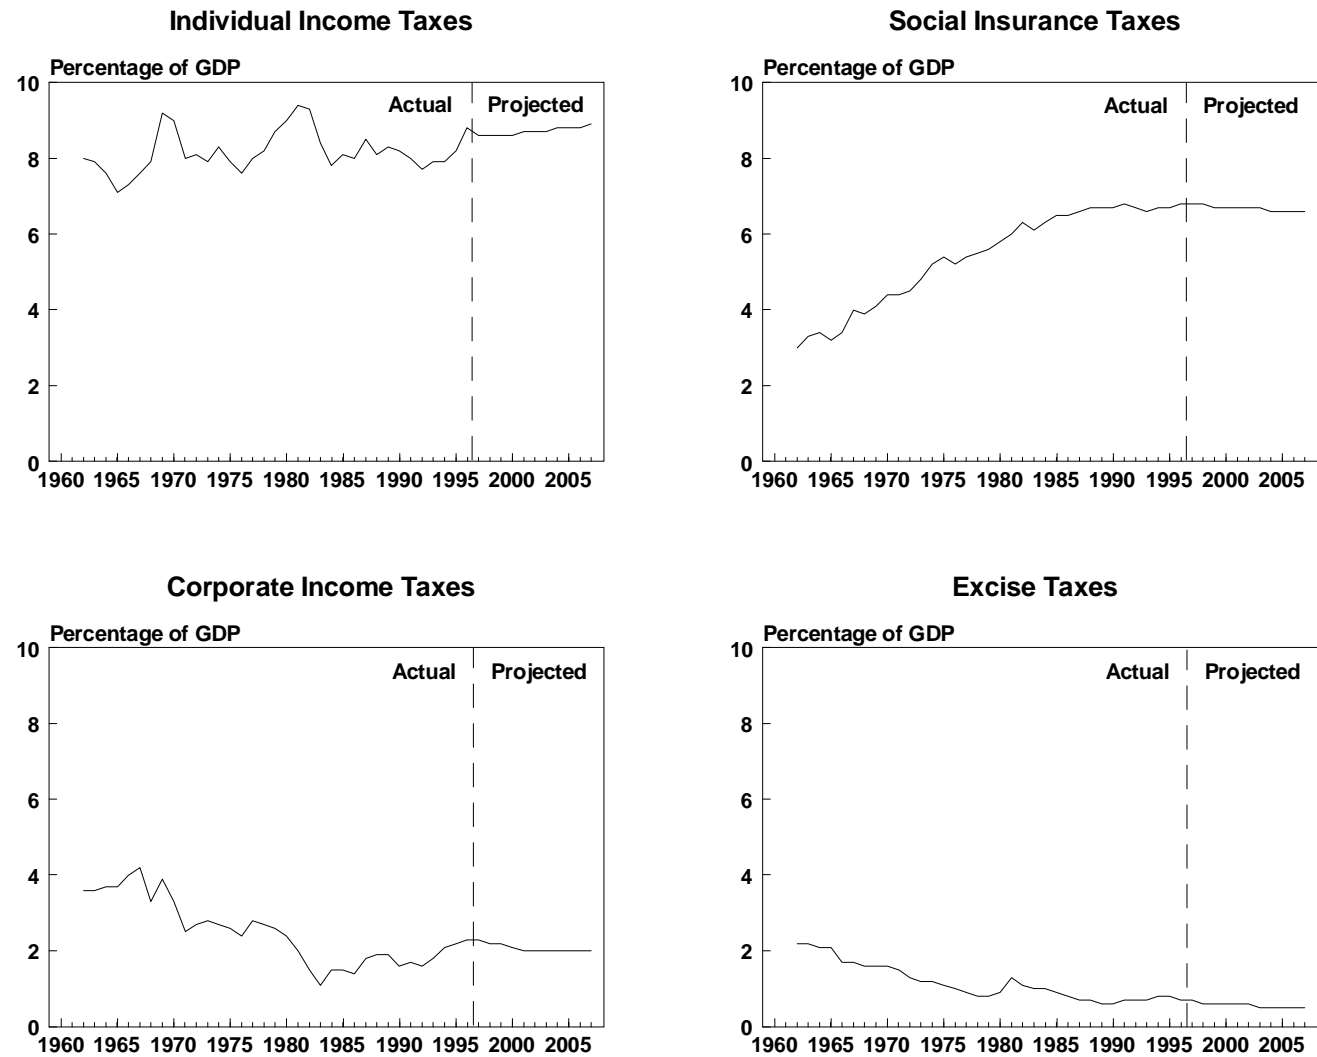 Individual Income Taxes
Percentage of GDP
10
Actual
Projected
8
6
4
2
0
1960 1965 1970 1975 1980 1985 1990 1995 2000 2005
Social Insurance Taxes
Percentage of GDP
10
Actual
Projected
8
6
4
2
0
1960 1965 1970 1975 1980 1985 1990 1995 2000 2005
Corporate Income Taxes
Percentage of GDP
10
Actual
Projected
8
6
4
2
0
1960 1965 1970 1975 1980 1985 1990 1995 2000 2005
Excise Taxes
Percentage of GDP
10
Actual
Projected
8
6
4
2
0
1960 1965 1970 1975 1980 1985 1990 1995 2000 2005